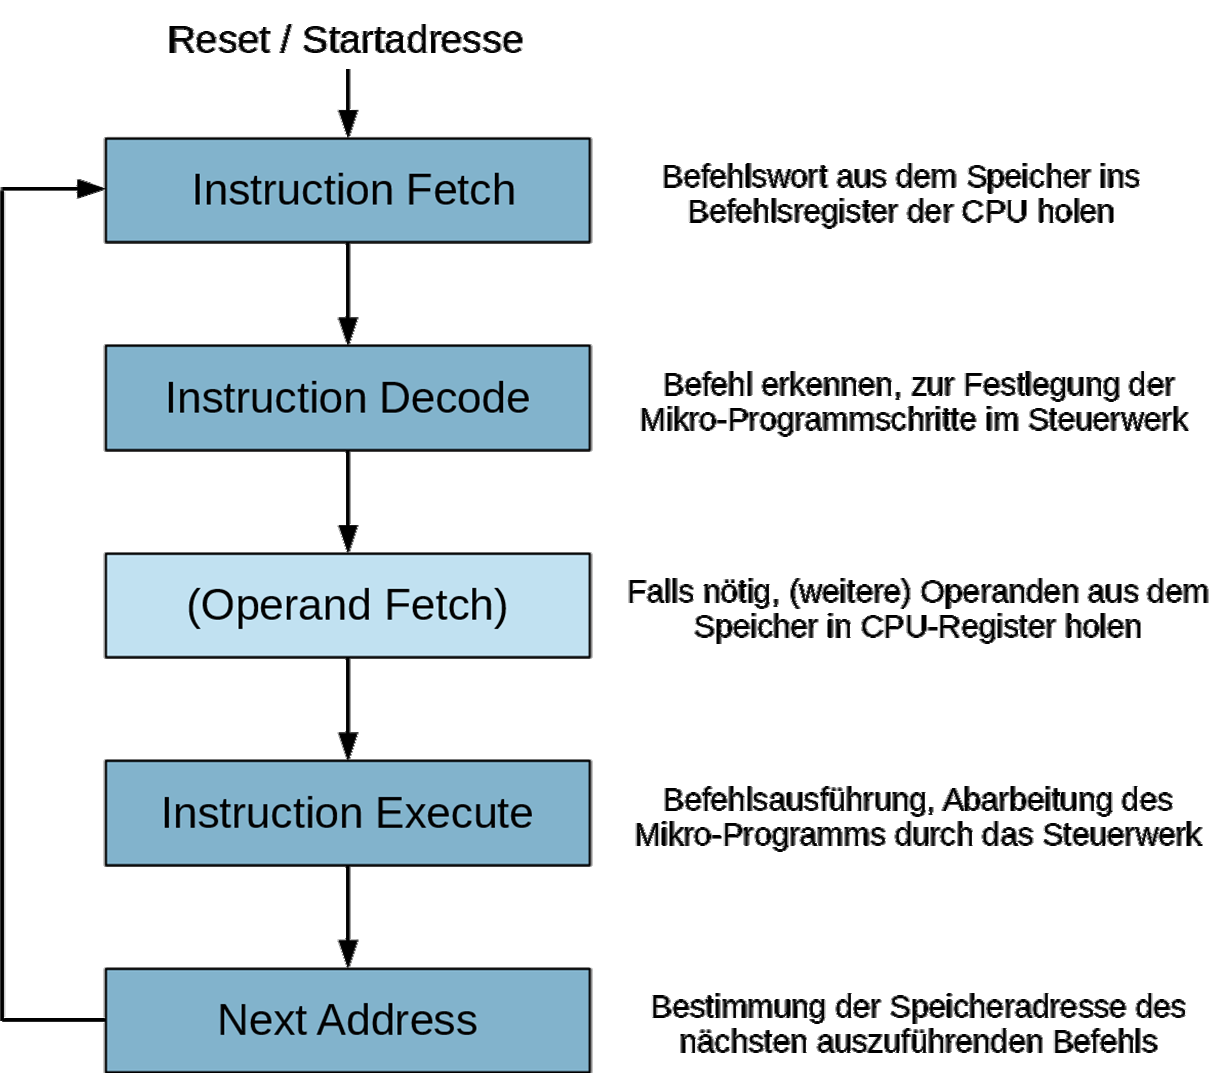 Reset / Startadresse
Instruction Fetch
Befehlswort aus dem Speicher ins
Befehlsregister der CPU holen
Instruction Decode
Befehl erkennen, zur Festlegung der
Mikro-Programmschritte im Steuerwerk
(Operand Fetch)
Falls nötig, (weitere) Operanden aus dem
Speicher in CPU-Register holen
Instruction Execute
Befehlsausführung, Abarbeitung des
Mikro-Programms durch das Steuerwerk
Next Address
Bestimmung der Speicheradresse des
nächsten auszuführenden Befehls